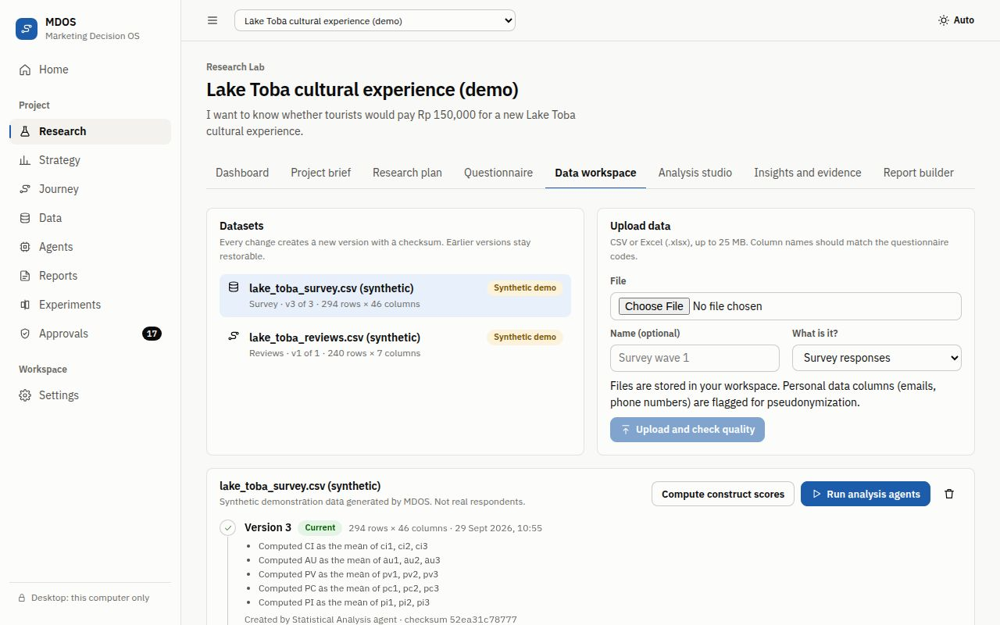 MDOS
Marketing Decision OS
Home
Project
Research
Strategy
Journey
Data
Agents
Reports
Experiments
Approvals 17
Workspace
Settings
Desktop: this computer only
Lake Toba cultural experience (demo)
Auto
Research Lab
Lake Toba cultural experience (demo)
I want to know whether tourists would pay Rp 150,000 for a new Lake Toba
cultural experience.
Dashboard Project brief Research plan Questionnaire Data workspace Analysis studio Insights and evidence Report builder
Datasets
Every change creates a new version with a checksum. Earlier versions stay
restorable.
lake_toba_survey.csv (synthetic) Synthetic demo
Survey · v3 of 3 · 294 rows × 46 columns
lake_toba_reviews.csv (synthetic) Synthetic demo
Reviews · v1 of 1 · 240 rows × 7 columns
Upload data
CSV or Excel (.xlsx), up to 25 MB. Column names should match the questionnaire
codes.
File
Choose File No file chosen
Name (optional) What is it?
Survey wave 1 Survey responses
Files are stored in your workspace. Personal data columns (emails,
phone numbers) are flagged for pseudonymization.
Upload and check quality
lake_toba_survey.csv (synthetic)
Synthetic demonstration data generated by MDOS. Not real respondents.
Compute construct scores Run analysis agents
Version 3 Current 294 rows × 46 columns · 29 Sept 2026, 10:55
• Computed CI as the mean of ci1, ci2, ci3
• Computed AU as the mean of au1, au2, au3
• Computed PV as the mean of pv1, pv2, pv3
• Computed PC as the mean of pc1, pc2, pc3
• Computed PI as the mean of pi1, pi2, pi3
Created by Statistical Analysis agent · checksum 52ea31c78777